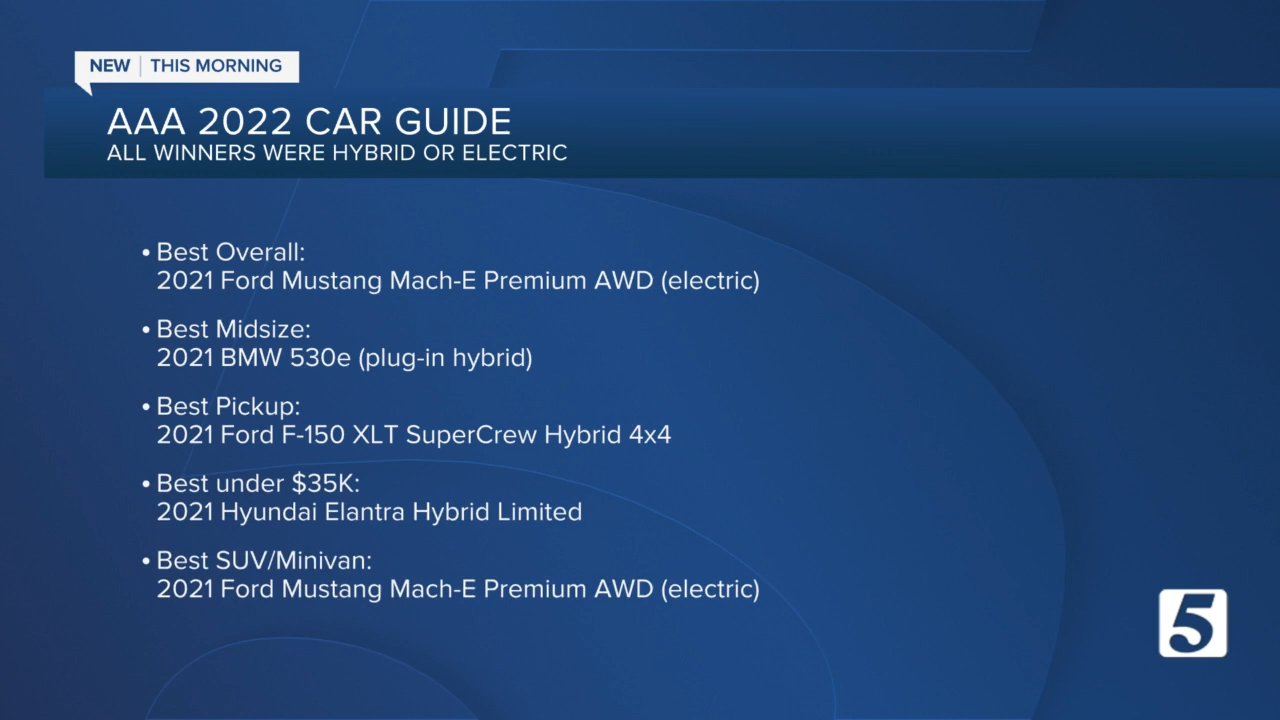 NEW | THIS MORNING
AAA 2022 CAR GUIDE
ALL WINNERS WERE HYBRID OR ELECTRIC
• Best Overall:
2021 Ford Mustang Mach-E Premium AWD (electric)
• Best Midsize:
2021 BMW 530e (plug-in hybrid)
• Best Pickup:
2021 Ford F-150 XLT SuperCrew Hybrid 4x4
• Best under $35K:
2021 Hyundai Elantra Hybrid Limited
• Best SUV/Minivan:
2021 Ford Mustang Mach-E Premium AWD (electric)
5